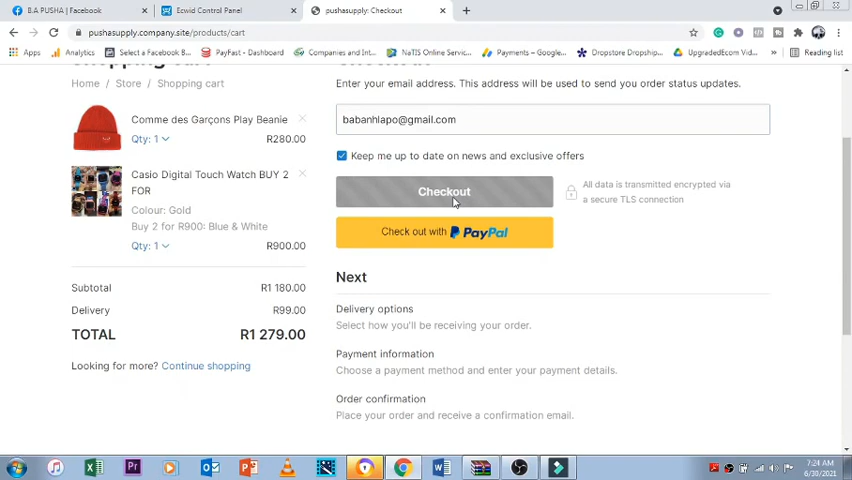 B.A PUSHA | Facebook
Ecwid Control Panel
pushasupply: Checkout
pushasupply.company.site/products/cart
Apps
Analytics
Select a Facebook B...
PayFast - Dashboard
Companies and Int...
NaTIS Online Servic...
Payments – Google...
Dropstore Dropship...
UpgradedEcom Vid...
»
Reading list
Home / Store / Shopping cart
Comme des Garçons Play Beanie
Qty: 1
R280.00
Casio Digital Touch Watch BUY 2
FOR
Colour: Gold
Buy 2 for R900: Blue & White
Qty: 1
R900.00
Subtotal
R1 180.00
Delivery
R99.00
TOTAL
R1 279.00
Looking for more? Continue shopping
Enter your email address. This address will be used to send you order status updates.
babanhlapo@gmail.com
Keep me up to date on news and exclusive offers
Checkout
All data is transmitted encrypted via
a secure TLS connection
Check out with PayPal
Next
Delivery options
Select how you'll be receiving your order.
Payment information
Choose a payment method and enter your payment details.
Order confirmation
Place your order and receive a confirmation email.
7:24 AM
6/30/2021